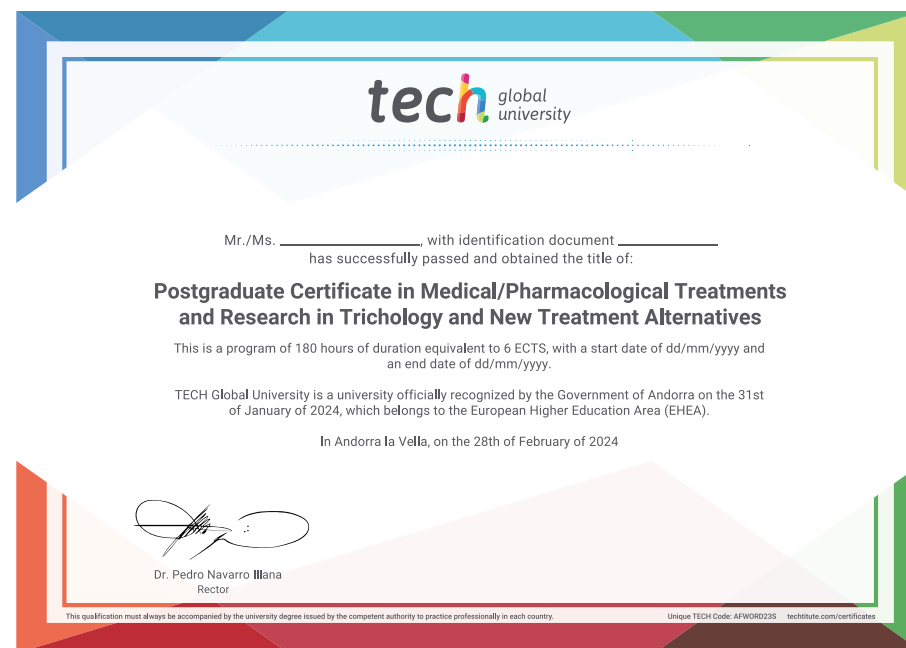 tech global
university
Mr./Ms. ____________, with identification document ____________
has successfully passed and obtained the title of:
Postgraduate Certificate in Medical/Pharmacological Treatments
and Research in Trichology and New Treatment Alternatives
This is a program of 180 hours of duration equivalent to 6 ECTS, with a start date of dd/mm/yyyy and
an end date of dd/mm/yyyy.
TECH Global University is a university officially recognized by the Government of Andorra on the 31st
of January of 2024, which belongs to the European Higher Education Area (EHEA).
In Andorra la Vella, on the 28th of February of 2024
Dr. Pedro Navarro Illana
Rector
This qualification must always be accompanied by the university degree issued by the competent authority to practice professionally in each country. Unique TECH Code: AFWORD23S techtitute.com/certificates